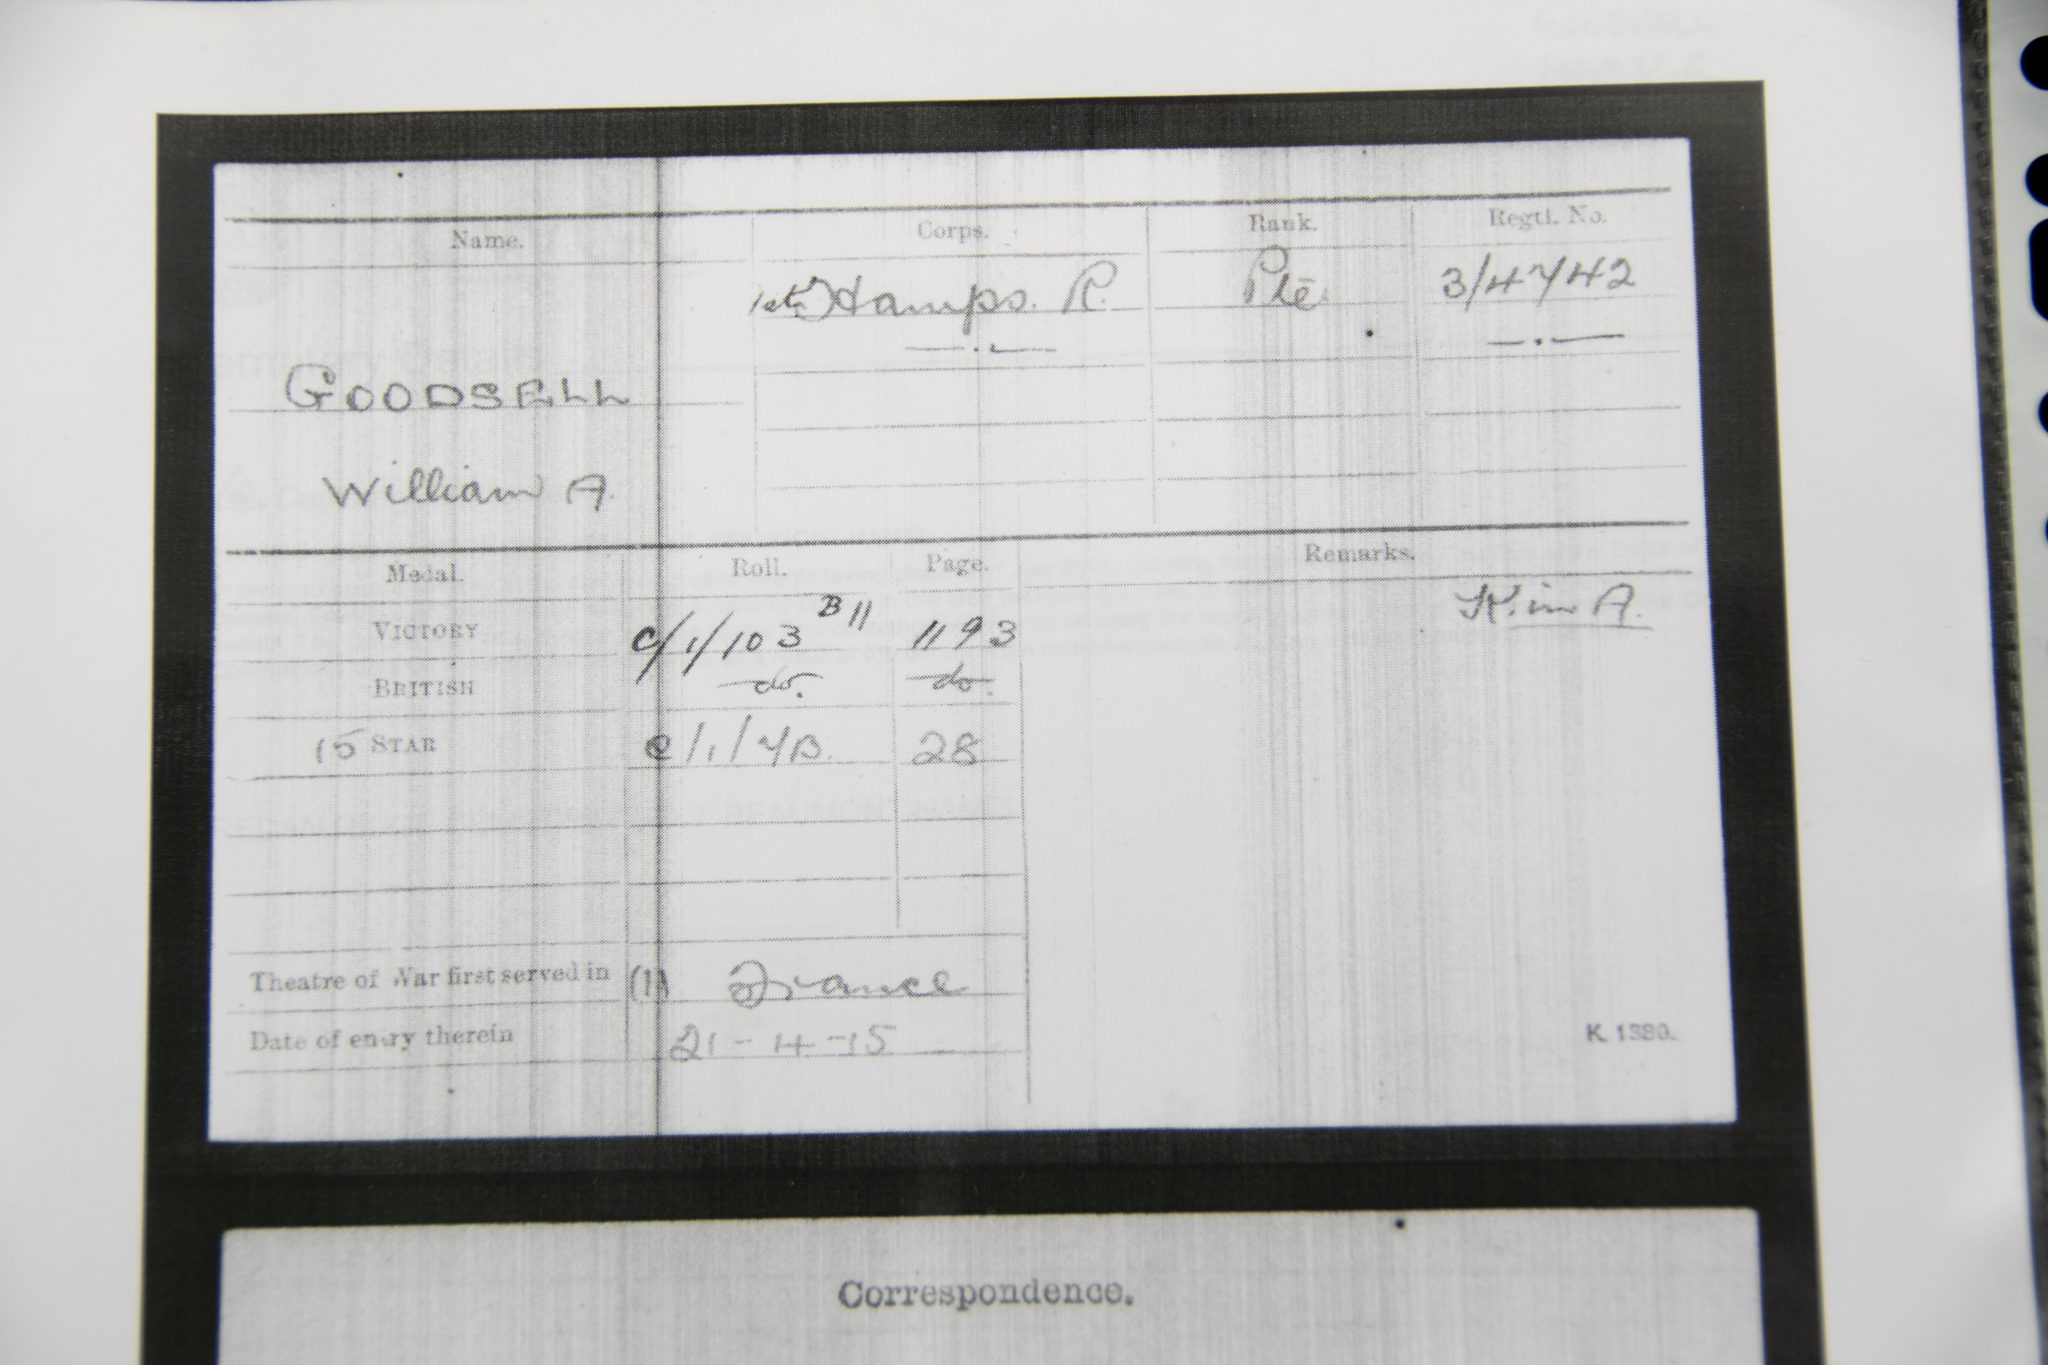 Name. Corps. Rank. Regtl. No.
1st) Hamps. R. Pte 3/4742
GOODSELL
William A.
Medal. Roll. Page. Remarks.
VICTORY C/1/103 B11 1193 K. in A.
BRITISH do. do.
15 STAR C/1/7B. 28
Theatre of War first served in (1) France
Date of entry therein 21-4-15
K. 1380.
Correspondence.